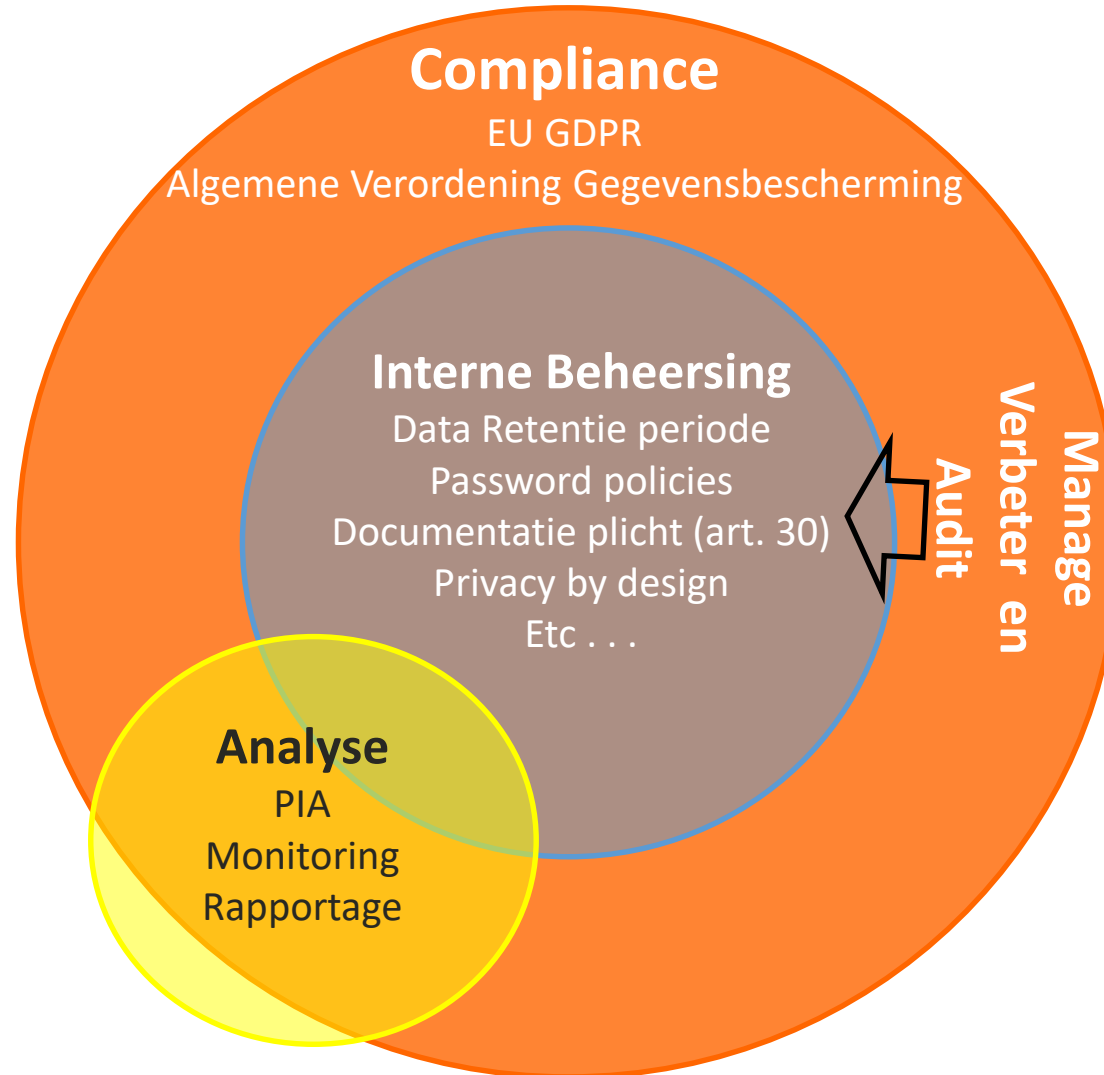 Compliance
EU GDPR
Algemene Verordening Gegevensbescherming
Interne Beheersing
Data Retentie periode
Password policies
Documentatie plicht (art. 30)
Privacy by design
Etc . . .
Manage
Verbeter en
Audit
Analyse
PIA
Monitoring
Rapportage